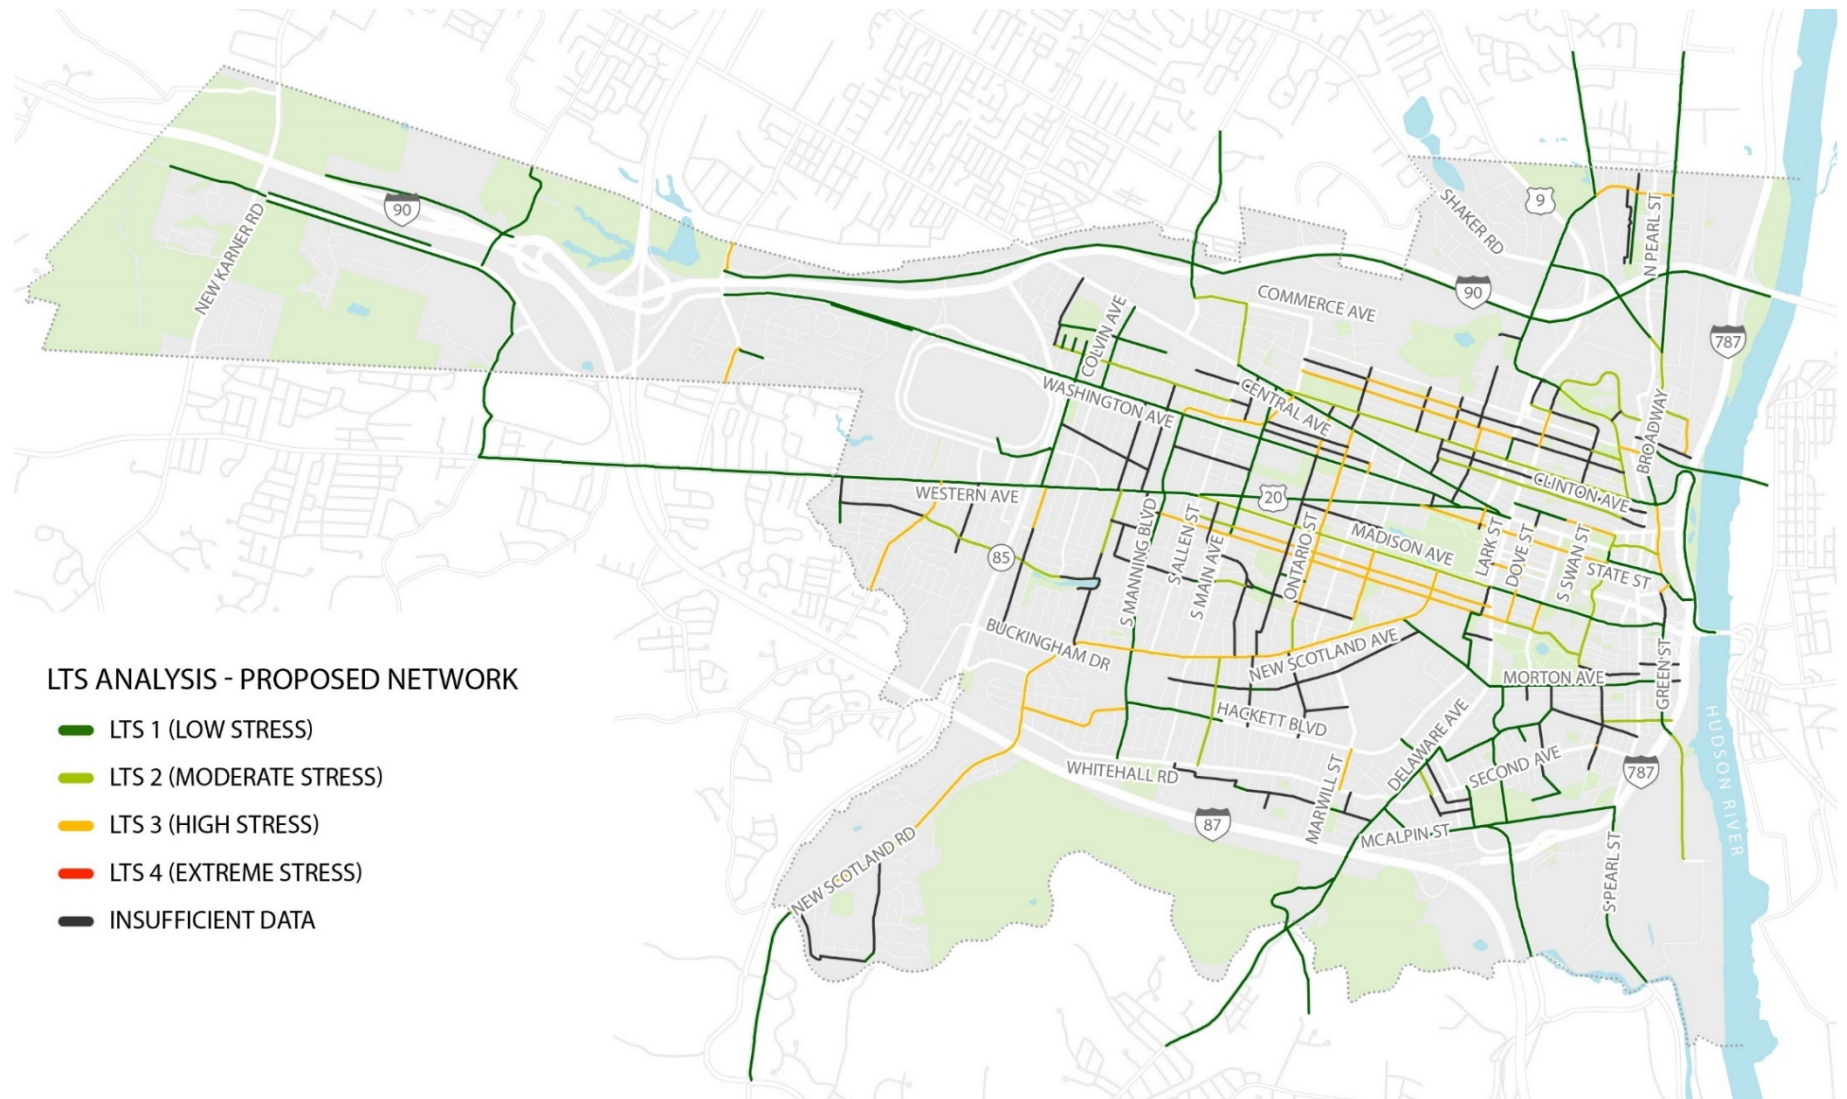 9
SHAKER RD
N PEARL ST
90
NEW KARNER RD
90
COMMERCE AVE
COLVIN AVE
787
WASHINGTON AVE
CENTRAL AVE
BROADWAY
WESTERN AVE
20
CLINTON AVE
85
S MANNING BLVD
S ALLEN ST
S MAIN AVE
ONTARIO ST
MADISON AVE
LARK ST
DOVE ST
S SWAN ST
STATE ST
BUCKINGHAM DR
NEW SCOTLAND AVE
MORTON AVE
GREEN ST
HACKETT BLVD
DELAWARE AVE
HUDSON RIVER
WHITEHALL RD
SECOND AVE
787
MARWILL ST
87
MCALPIN ST
NEW SCOTLAND RD
S PEARL ST
LTS ANALYSIS - PROPOSED NETWORK
LTS 1 (LOW STRESS)
LTS 2 (MODERATE STRESS)
LTS 3 (HIGH STRESS)
LTS 4 (EXTREME STRESS)
INSUFFICIENT DATA